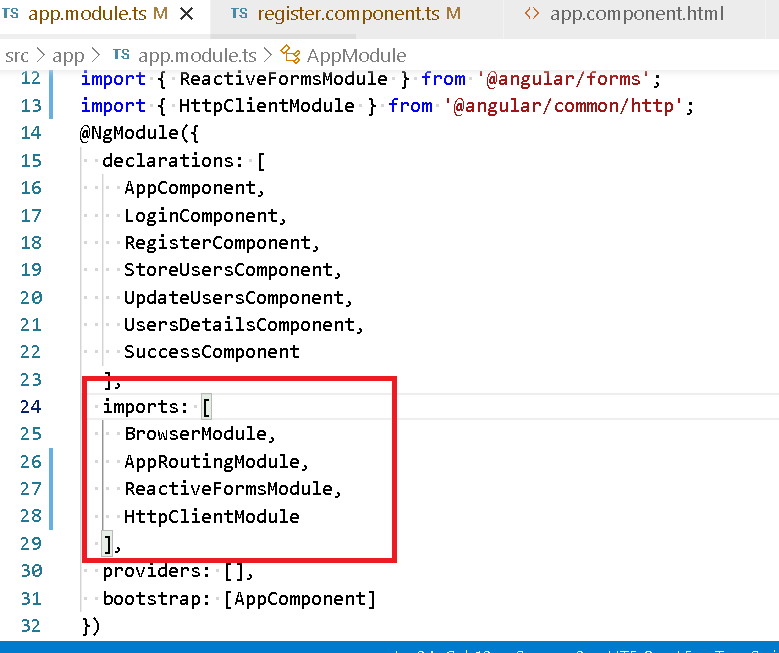 TS app.module.ts M ✕ TS register.component.ts M <> app.component.html
src > app > TS app.module.ts > AppModule
12 import { ReactiveFormsModule } from '@angular/forms';
13 import { HttpClientModule } from '@angular/common/http';
14 @NgModule({
15 declarations: [
16 AppComponent,
17 LoginComponent,
18 RegisterComponent,
19 StoreUsersComponent,
20 UpdateUsersComponent,
21 UsersDetailsComponent,
22 SuccessComponent
23 ],
24 imports: [
25 BrowserModule,
26 AppRoutingModule,
27 ReactiveFormsModule,
28 HttpClientModule
29 ],
30 providers: [],
31 bootstrap: [AppComponent]
32 })